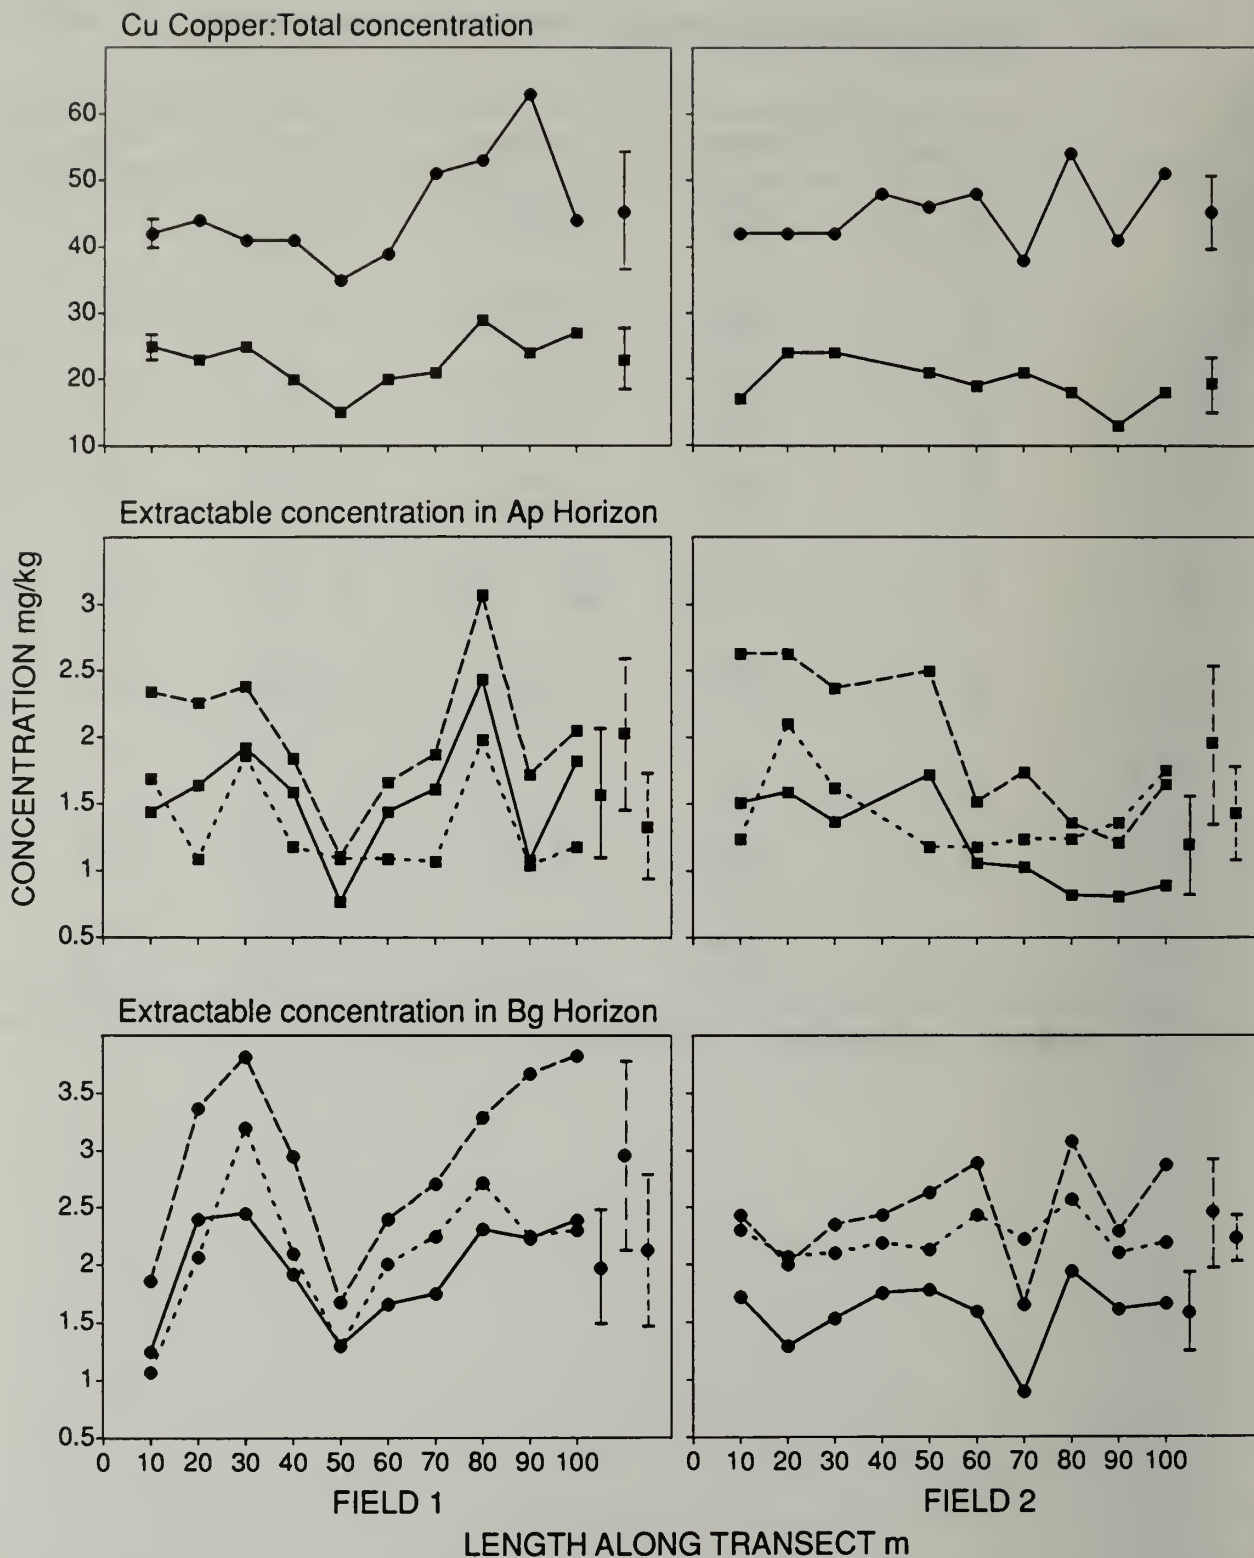 Cu Copper:Total concentration
60
50
40
30
20
10
Extractable concentration in Ap Horizon
3
2.5
2
1.5
1
0.5
CONCENTRATION mg/kg
Extractable concentration in Bg Horizon
3.5
3
2.5
2
1.5
1
0.5
0 10 20 30 40 50 60 70 80 90 100
0 10 20 30 40 50 60 70 80 90 100
FIELD 1
FIELD 2
LENGTH ALONG TRANSECT m